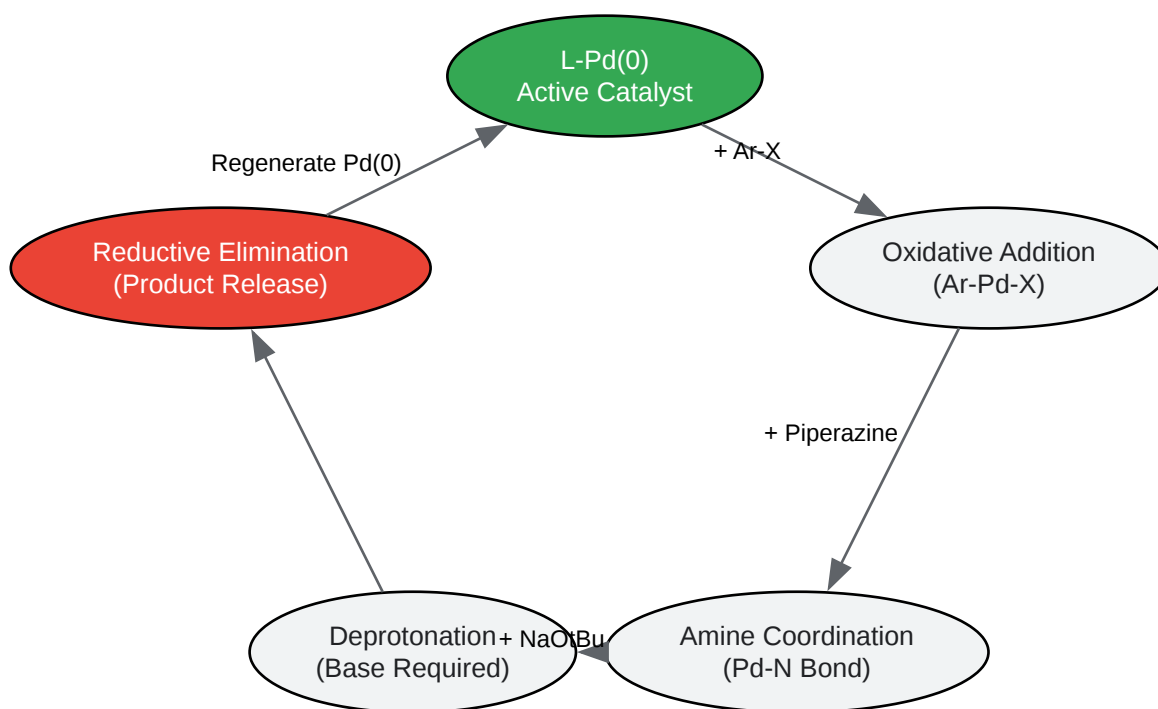 L-Pd(0)
Active Catalyst
+ Ar-X
Regenerate Pd(0)
Reductive Elimination
(Product Release)
Oxidative Addition
(Ar-Pd-X)
+ Piperazine
Deprotonation
(Base Required)
+ NaOtBu
Amine Coordination
(Pd-N Bond)